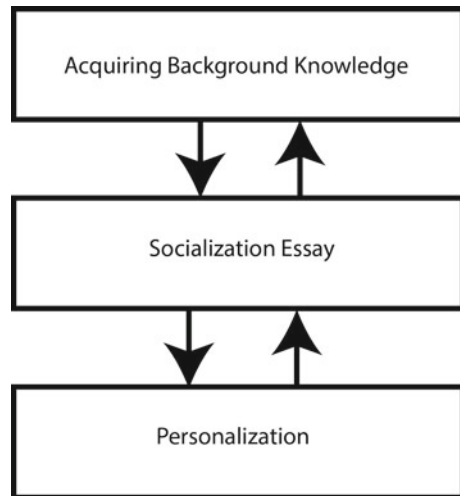 Acquiring Background Knowledge
Socialization Essay
Personalization